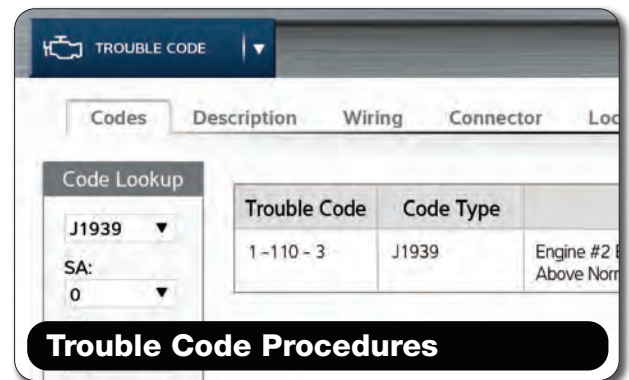 TROUBLE CODE
Codes Description Wiring Connector
Code Lookup
Trouble Code Code Type
J1939
1 -110 - 3 J1939 Engine #2
SA:
Above
0
Trouble Code Procedures